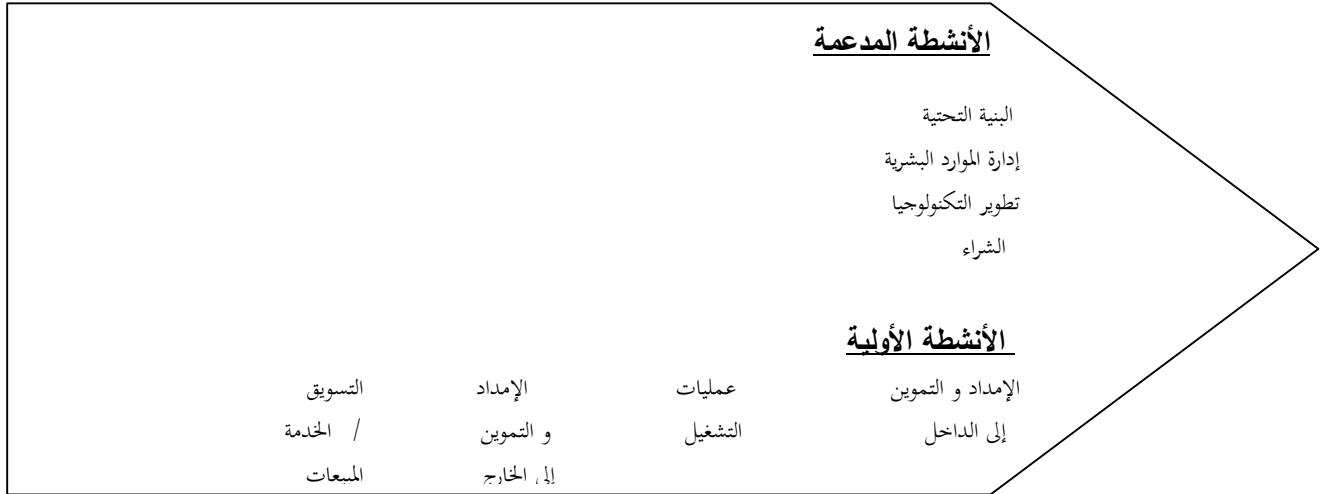 الأنشطة المدعمة
البنية التحتية
إدارة الموارد البشرية
تطوير التكنولوجيا
الشراء
الأنشطة الأولية
الإمداد و التموين عمليات الإمداد التسويق
إلى الداخل التشغيل و التموين / الخدمة
إلى الخارج المبيعات